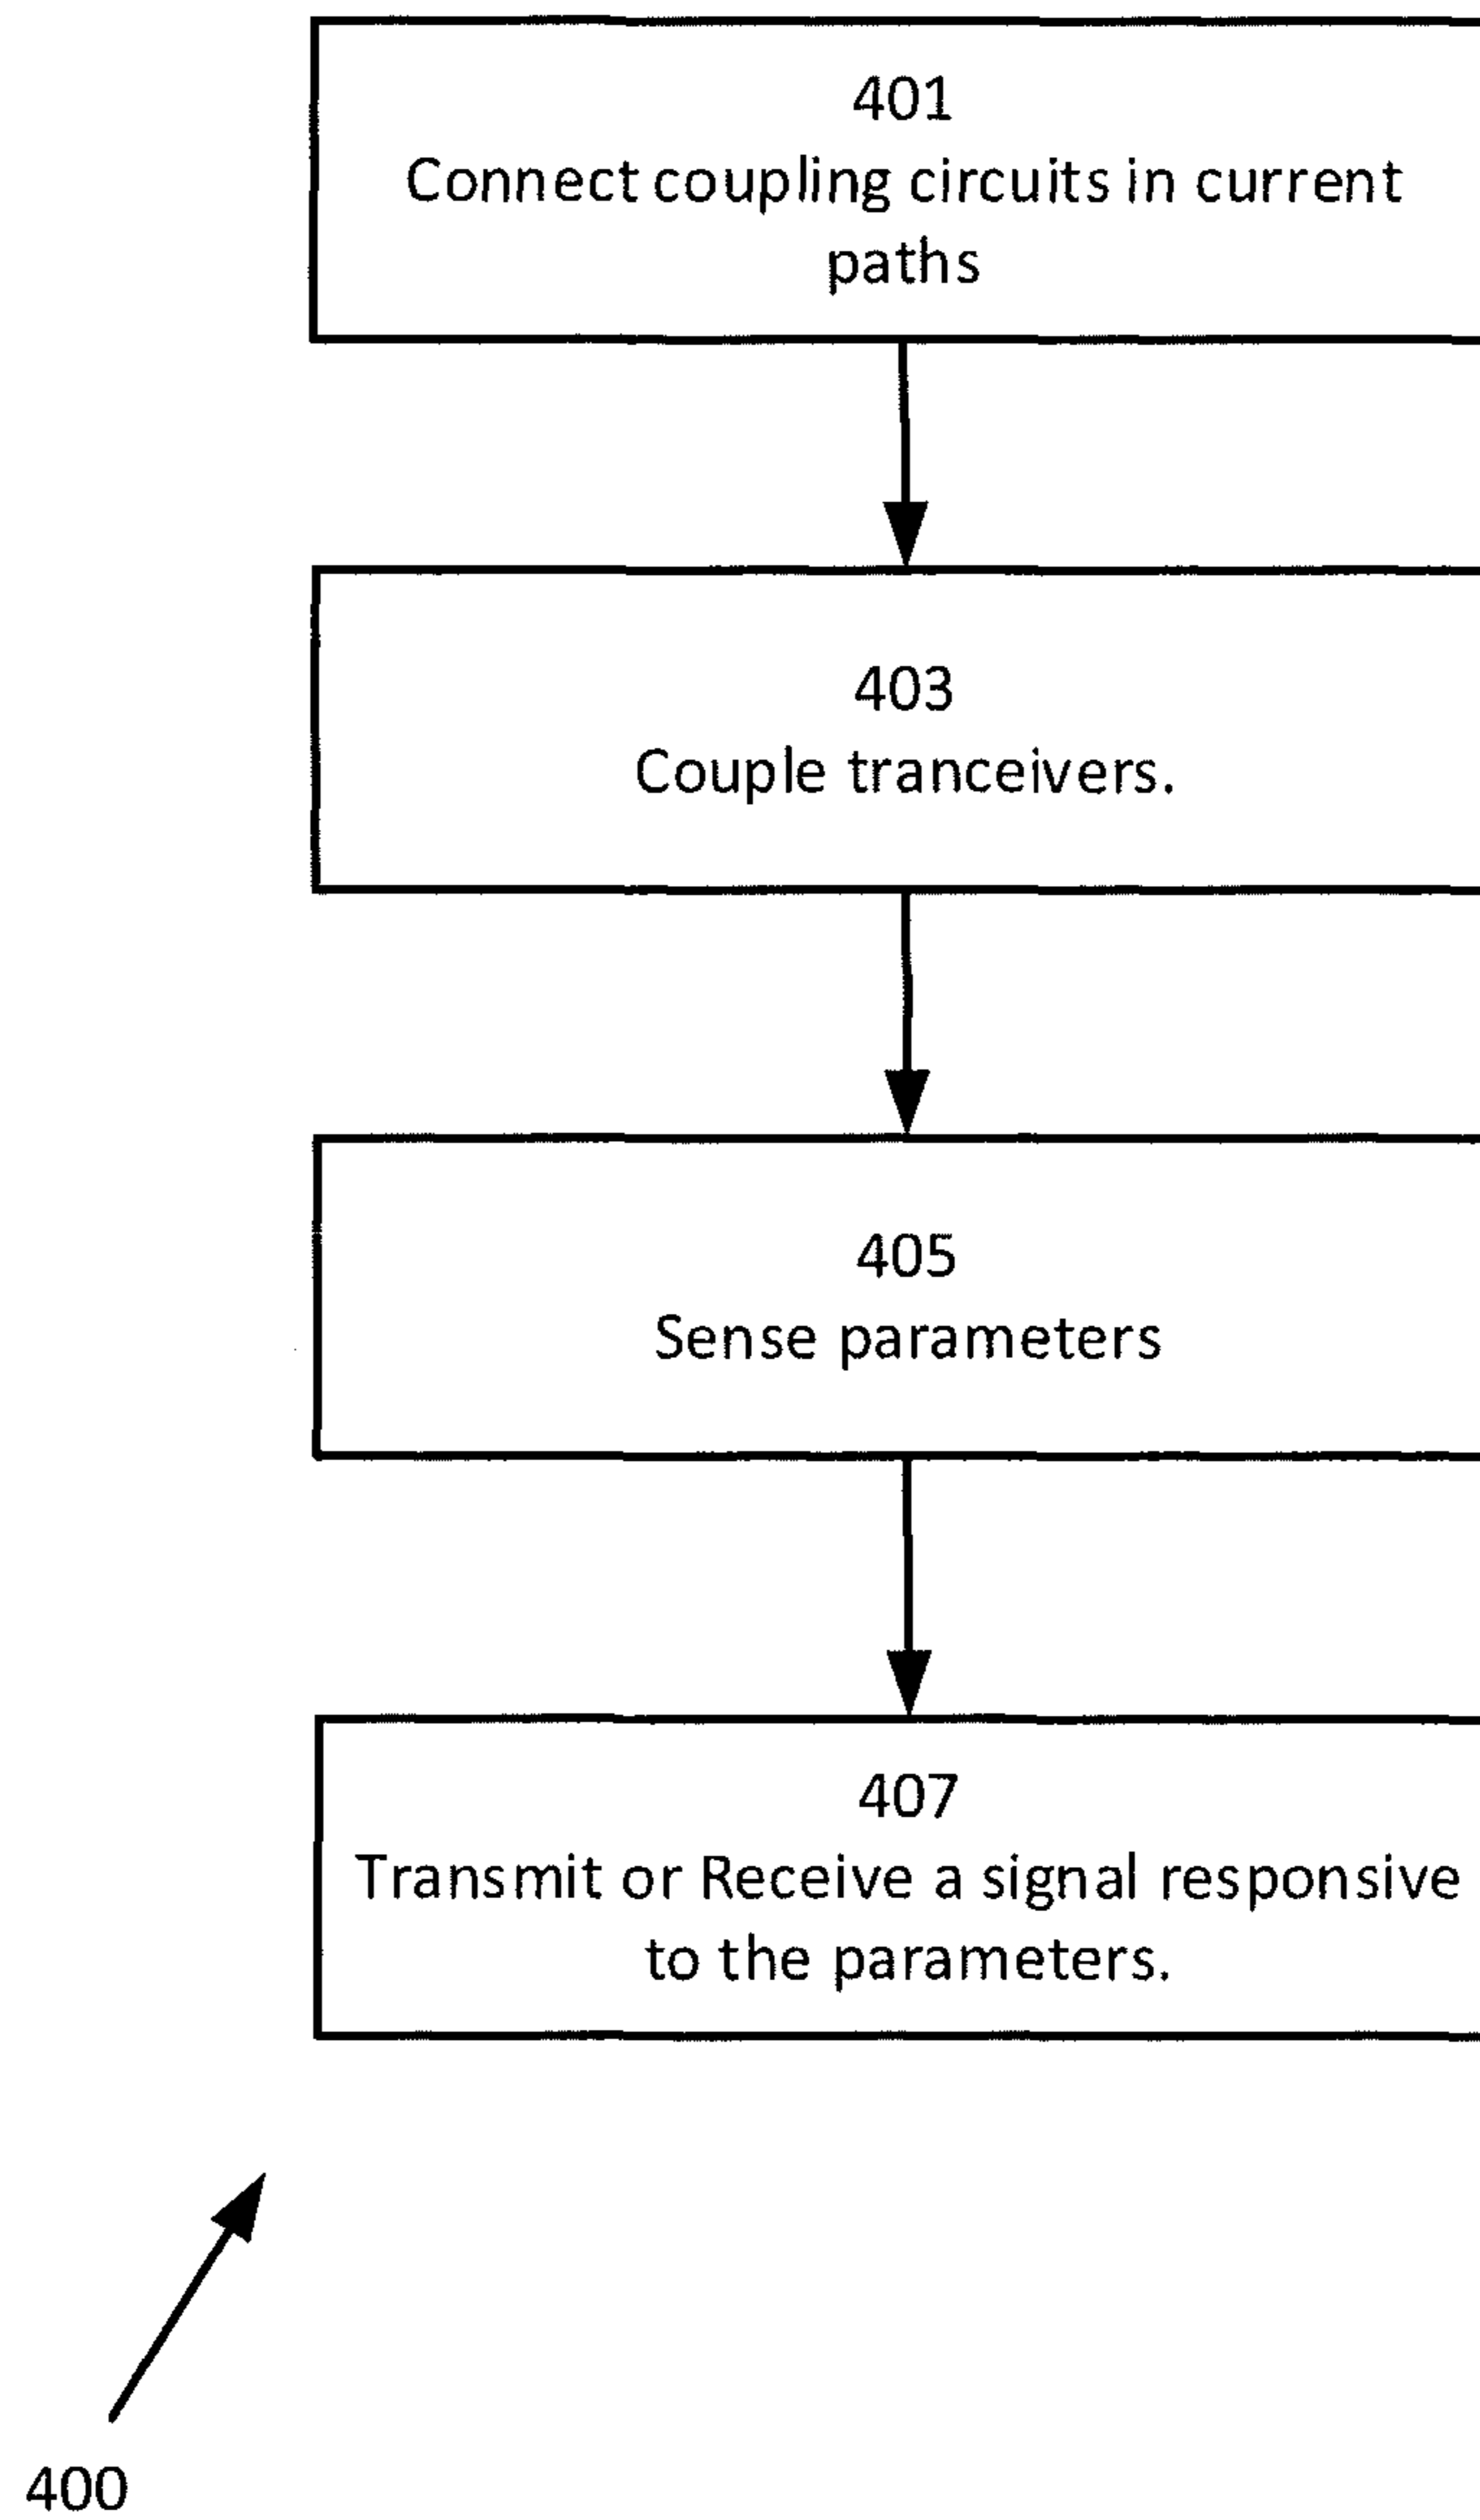 401
Connect coupling circuits in current
paths
403
Couple tranceivers.
405
Sense parameters
407
Transmit or Receive a signal responsive
to the parameters.
400